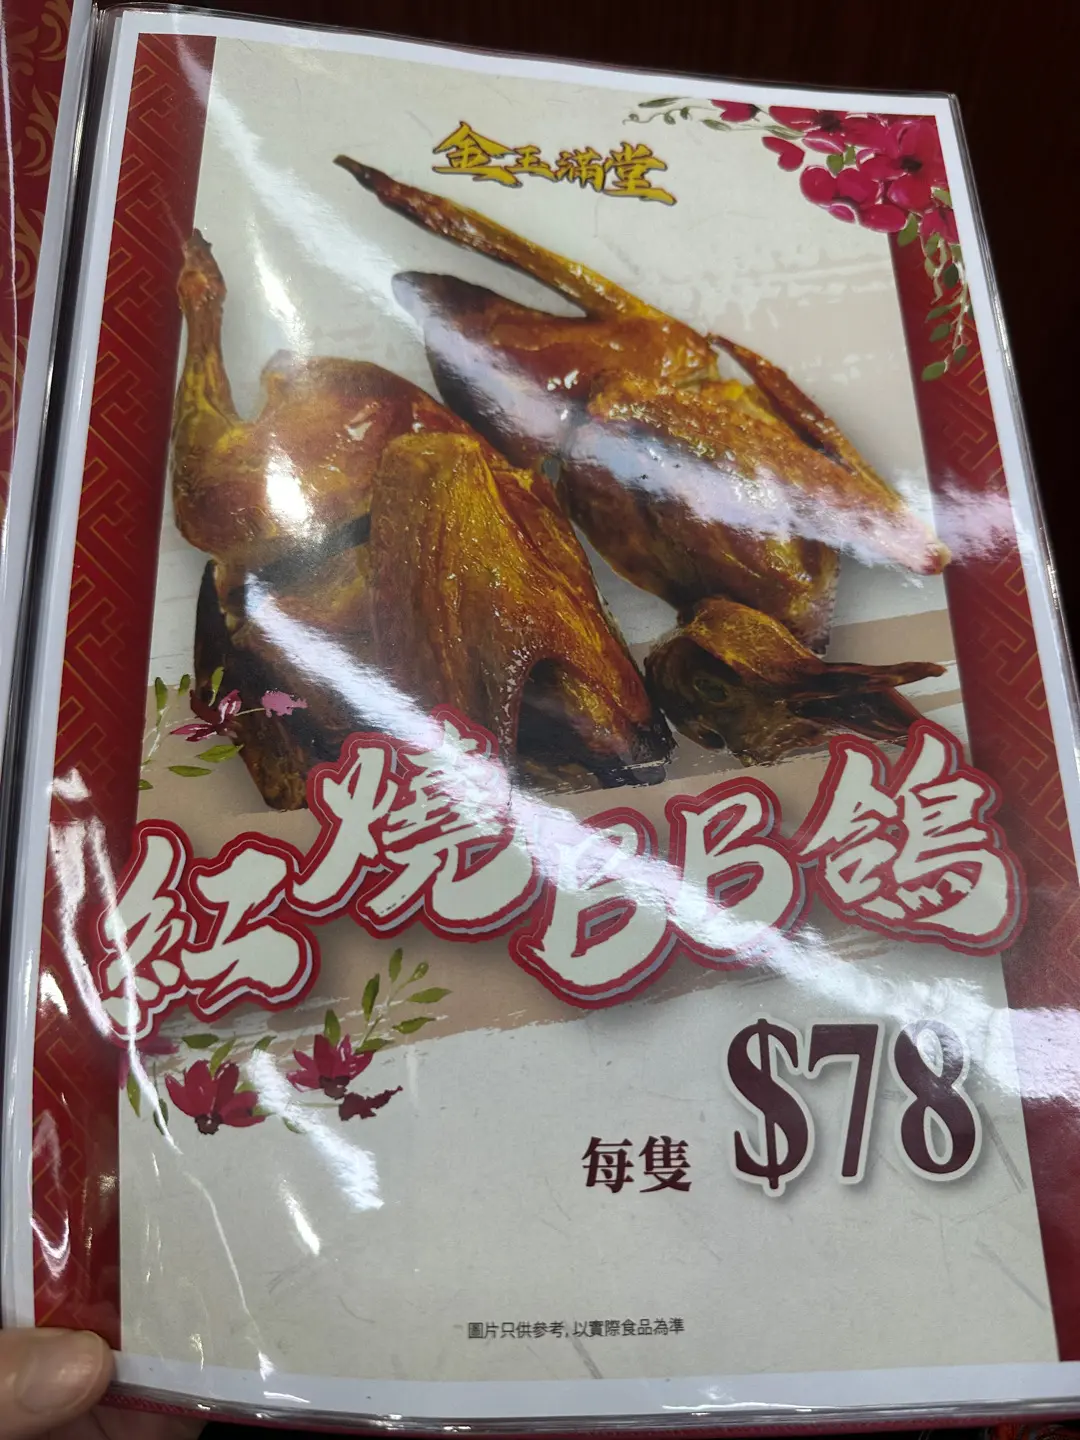 金玉滿堂
紅燒BB鴿
每隻 $78
圖片只供參考,以實際食品為準